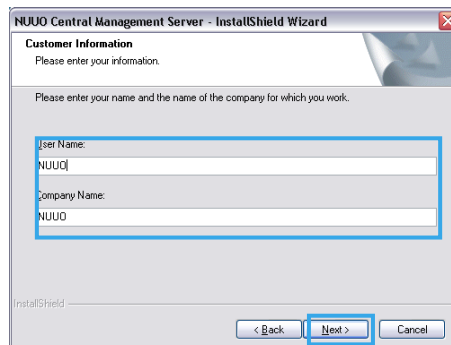 NUUO Central Management Server - InstallShield Wizard
Customer Information
Please enter your information.
Please enter your name and the name of the company for which you work.
User Name:
NUUO
Company Name:
NUUO
InstallShield
< Back
Next >
Cancel